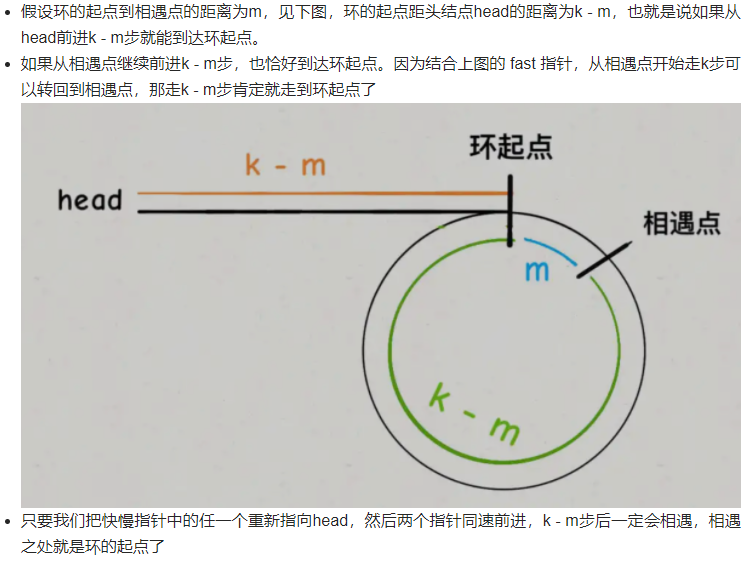 假设环的起点到相遇点的距离为m，见下图，环的起点距头结点head的距离为k - m，也就是说如果从
head前进k - m步就能到达环起点。
如果从相遇点继续前进k - m步，也恰好到达环起点。因为结合上图的 fast 指针，从相遇点开始走k步可
以转回到相遇点，那走k - m步肯定就走到环起点了
环起点
k - m
head
相遇点
m
k - m
只要我们把快慢指针中的任一个重新指向head，然后两个指针同速前进，k - m步后一定会相遇，相遇
之处就是环的起点了